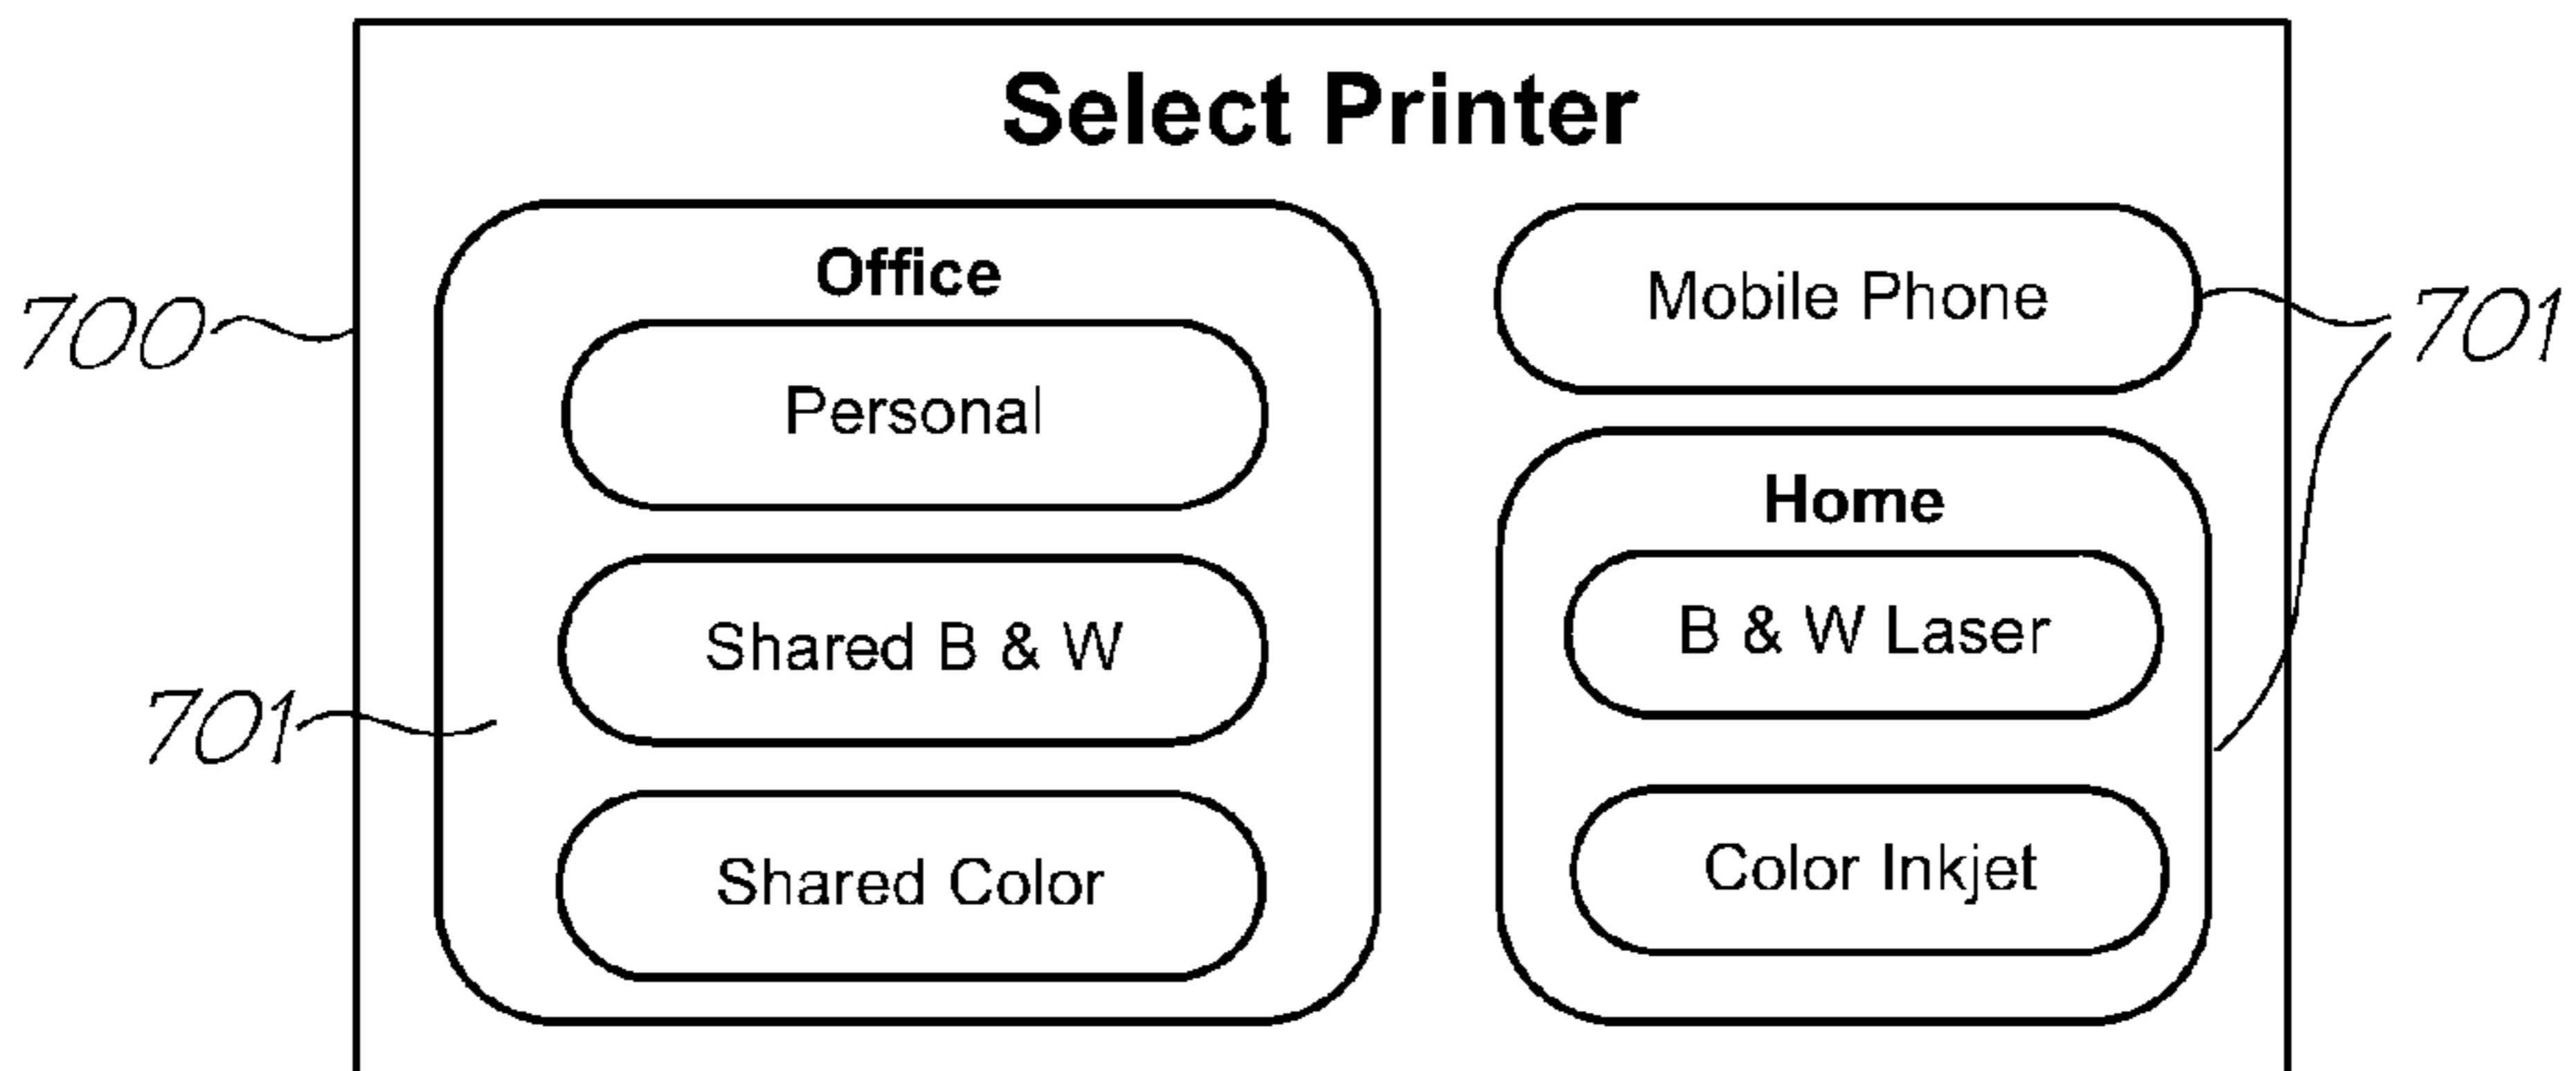 Select Printer
Office
Personal
Shared B & W
Shared Color
Mobile Phone
Home
B & W Laser
Color Inkjet
700
701
701